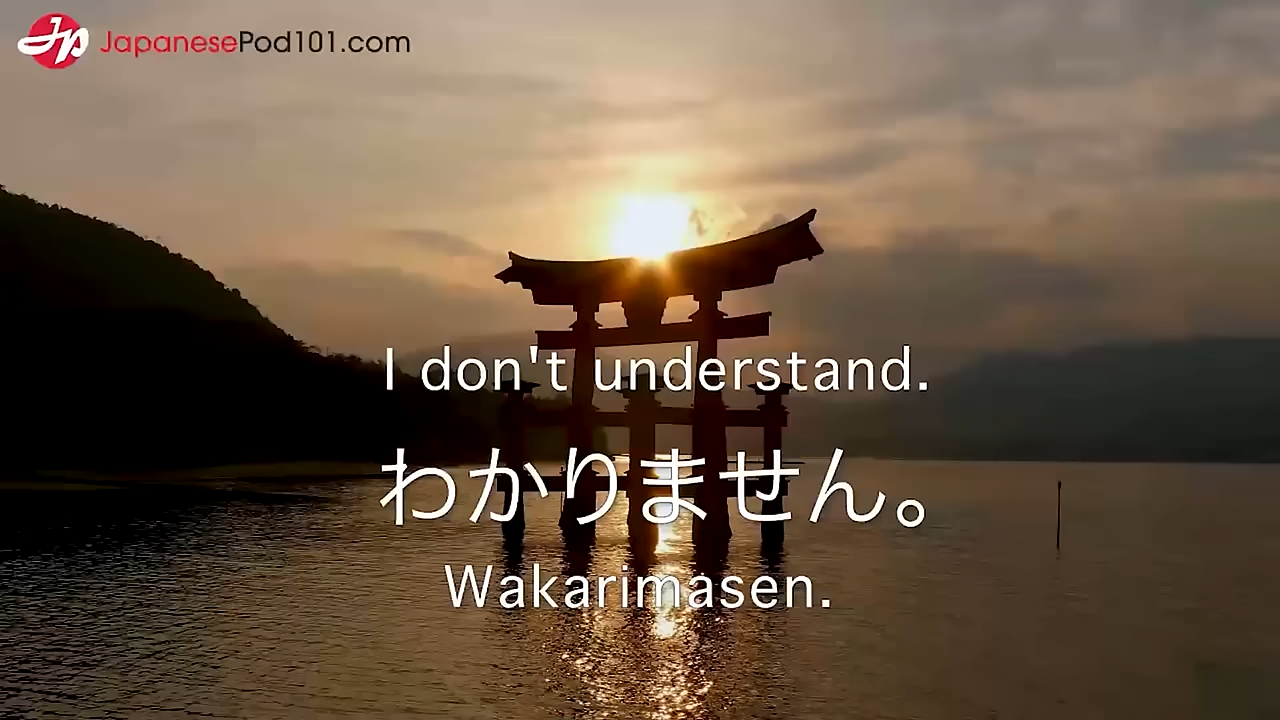 JapanesePod101.com
I don't understand.
わかりません。
Wakarimasen.